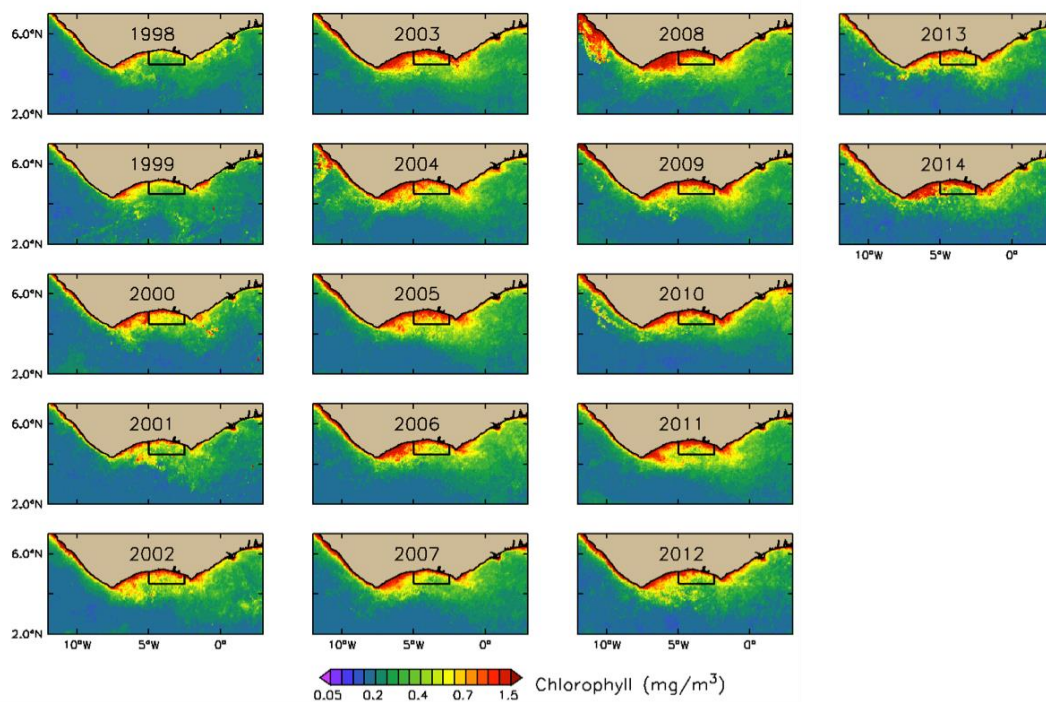 6.0°N 1998 2003 2008 2013
2.0°N
6.0°N 1999 2004 2009 2014
2.0°N 10°W 5°W 0°
6.0°N 2000 2005 2010
2.0°N
6.0°N 2001 2006 2011
2.0°N
6.0°N 2002 2007 2012
2.0°N
10°W 5°W 0° 10°W 5°W 0° 10°W 5°W 0°
0.05 0.2 0.4 0.7 1.5 Chlorophyll (mg/m³)